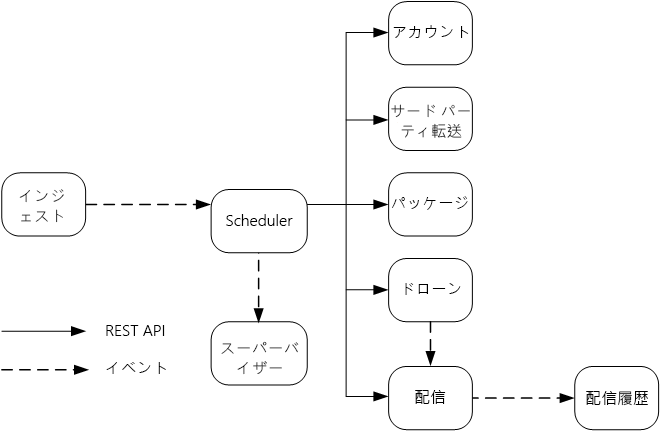 アカウント
サード パー
ティ転送
インジ
ェスト
Scheduler
パッケージ
ドローン
REST API
スーパーバ
イザー
イベント
配信
配信履歴